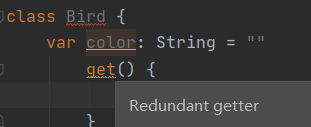 class Bird {
var color: String = ""
get() {
Redundant getter
}